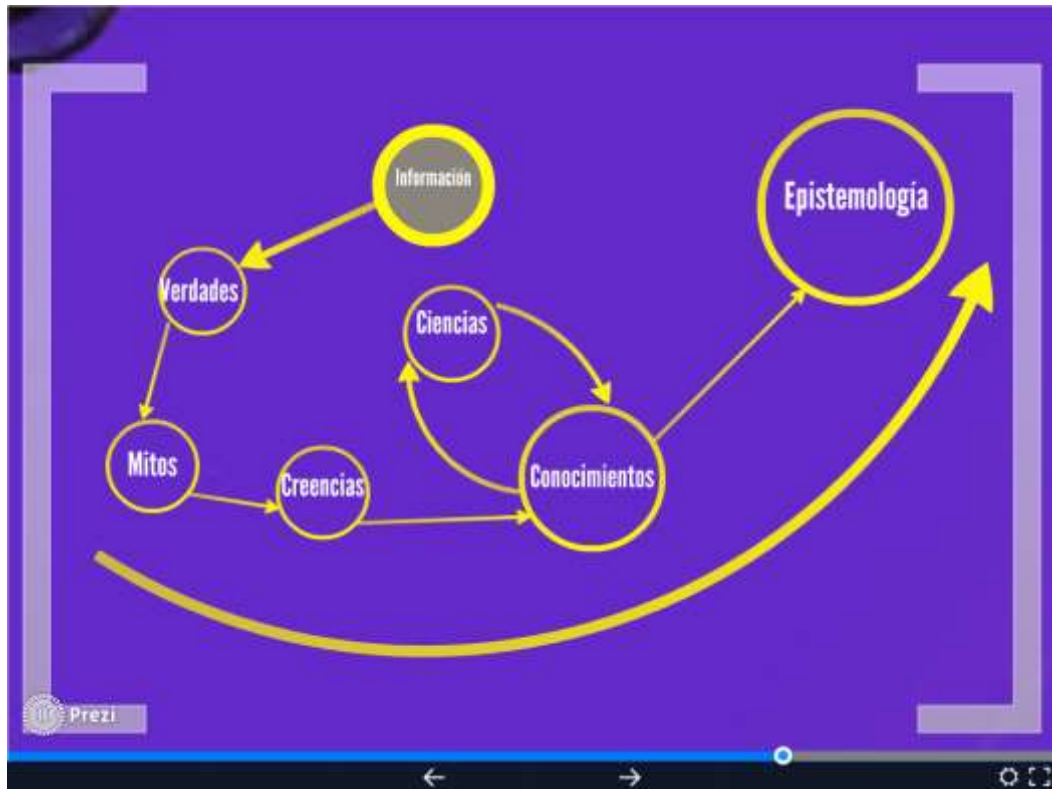 Información
Verdades
Mitos
Creencias
Ciencias
Conocimientos
Epistemología
Prezi